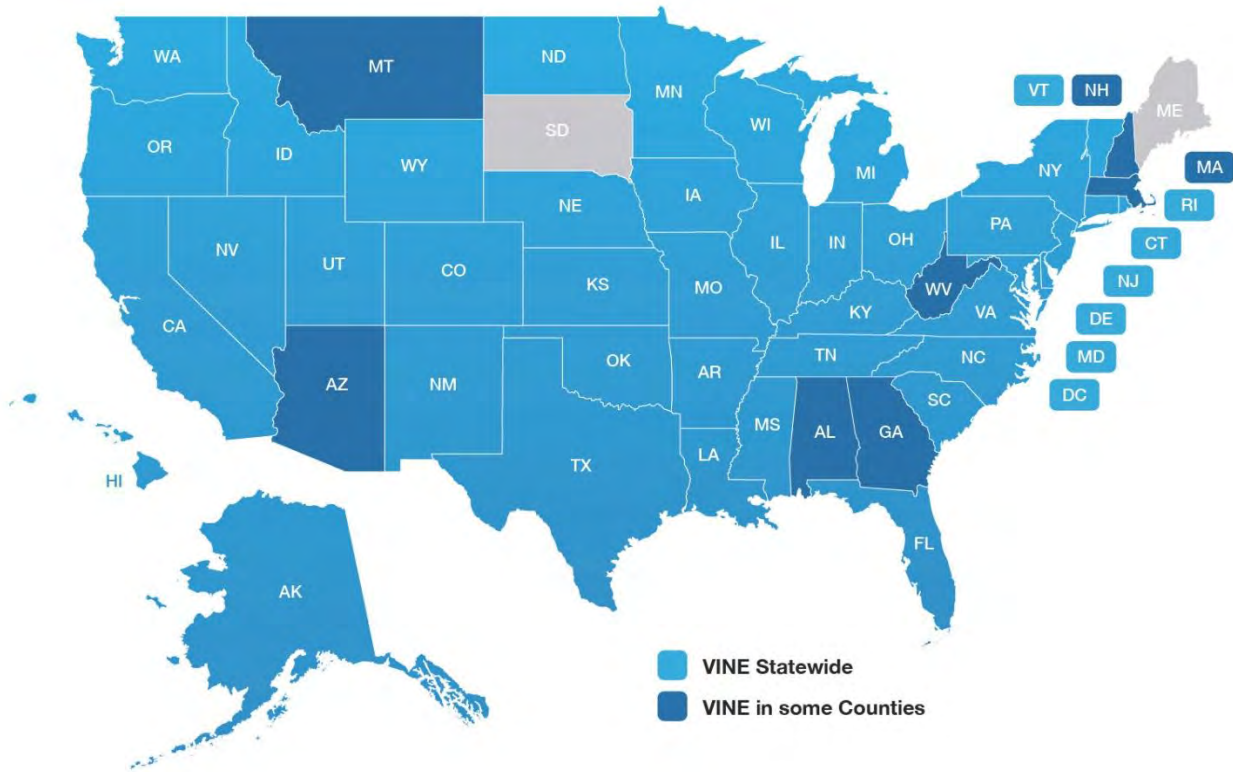 WA
MT
ND
MN
VT
NH
ME
OR
ID
SD
WI
WY
MI
NY
MA
NE
IA
RI
NV
UT
CO
IL
IN
OH
PA
CT
KS
MO
NJ
CA
KY
WV
VA
DE
AZ
NM
OK
AR
TN
NC
MD
SC
DC
MS
AL
GA
LA
TX
HI
FL
AK
VINE Statewide
VINE in some Counties